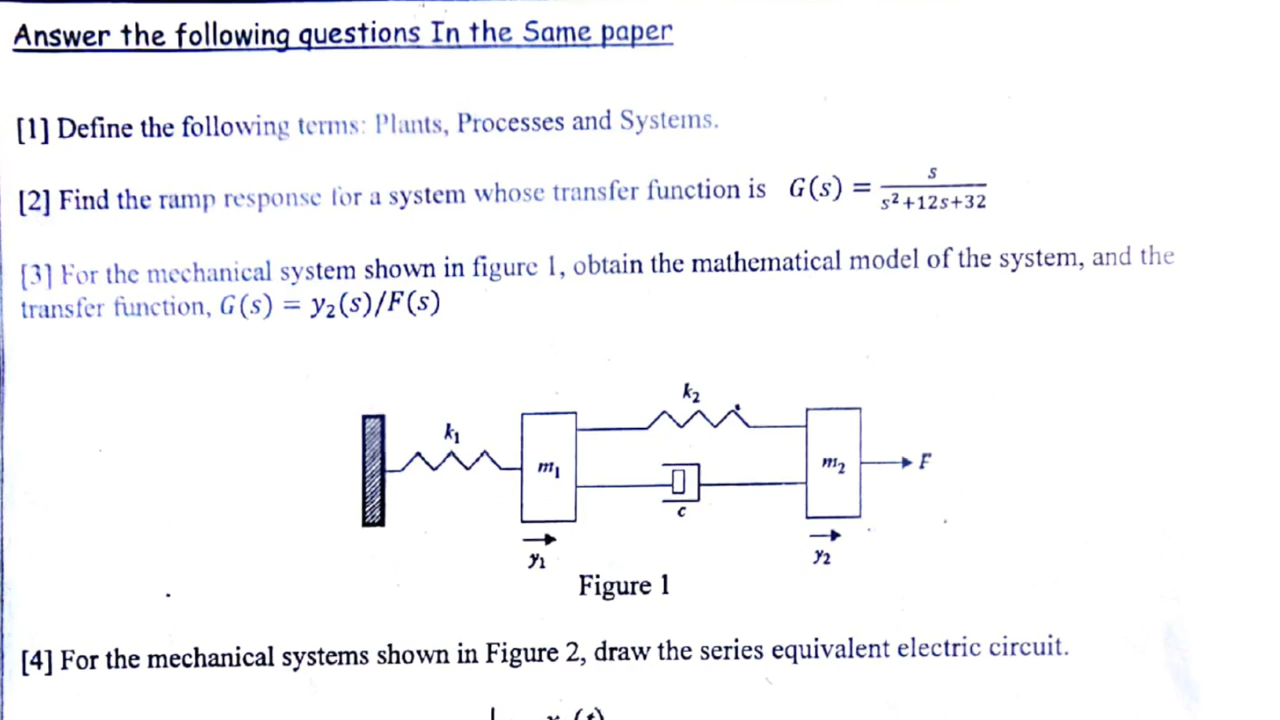 Answer the following questions In the Same paper
[1] Define the following terms: Plants, Processes and Systems.
[2] Find the ramp response for a system whose transfer function is G(s) = s / s²+12s+32
[3] For the mechanical system shown in figure 1, obtain the mathematical model of the system, and the
transfer function, G(s) = y₂(s)/F(s)
k₂
k₁
m₁
m₂
F
c
y₁
y₂
Figure 1
[4] For the mechanical systems shown in Figure 2, draw the series equivalent electric circuit.